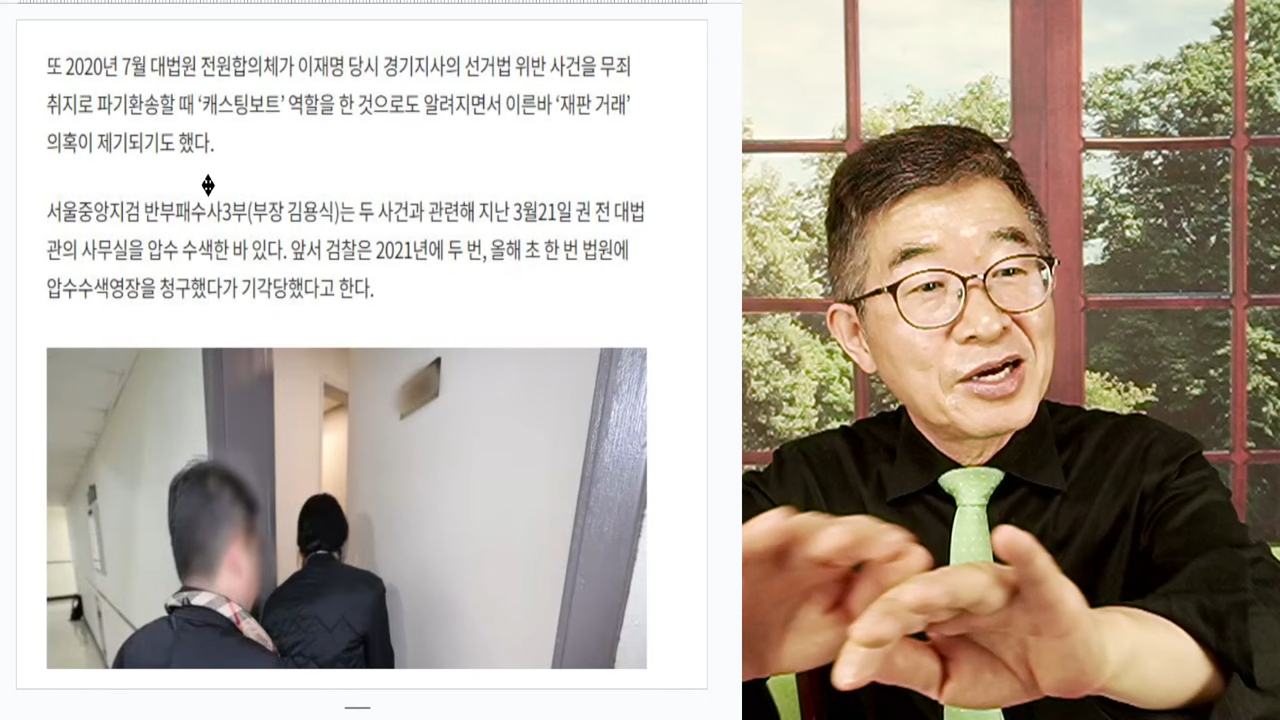 또 2020년 7월 대법원 전원합의체가 이재명 당시 경기지사의 선거법 위반 사건을 무죄
취지로 파기환송할 때 ‘캐스팅보트’ 역할을 한 것으로도 알려지면서 이른바 ‘재판 거래’
의혹이 제기되기도 했다.
서울중앙지검 반부패수사3부(부장 김용식)는 두 사건과 관련해 지난 3월21일 권 전 대법
관의 사무실을 압수 수색한 바 있다. 앞서 검찰은 2021년에 두 번, 올해 초 한 번 법원에
압수수색영장을 청구했다가 기각당했다고 한다.